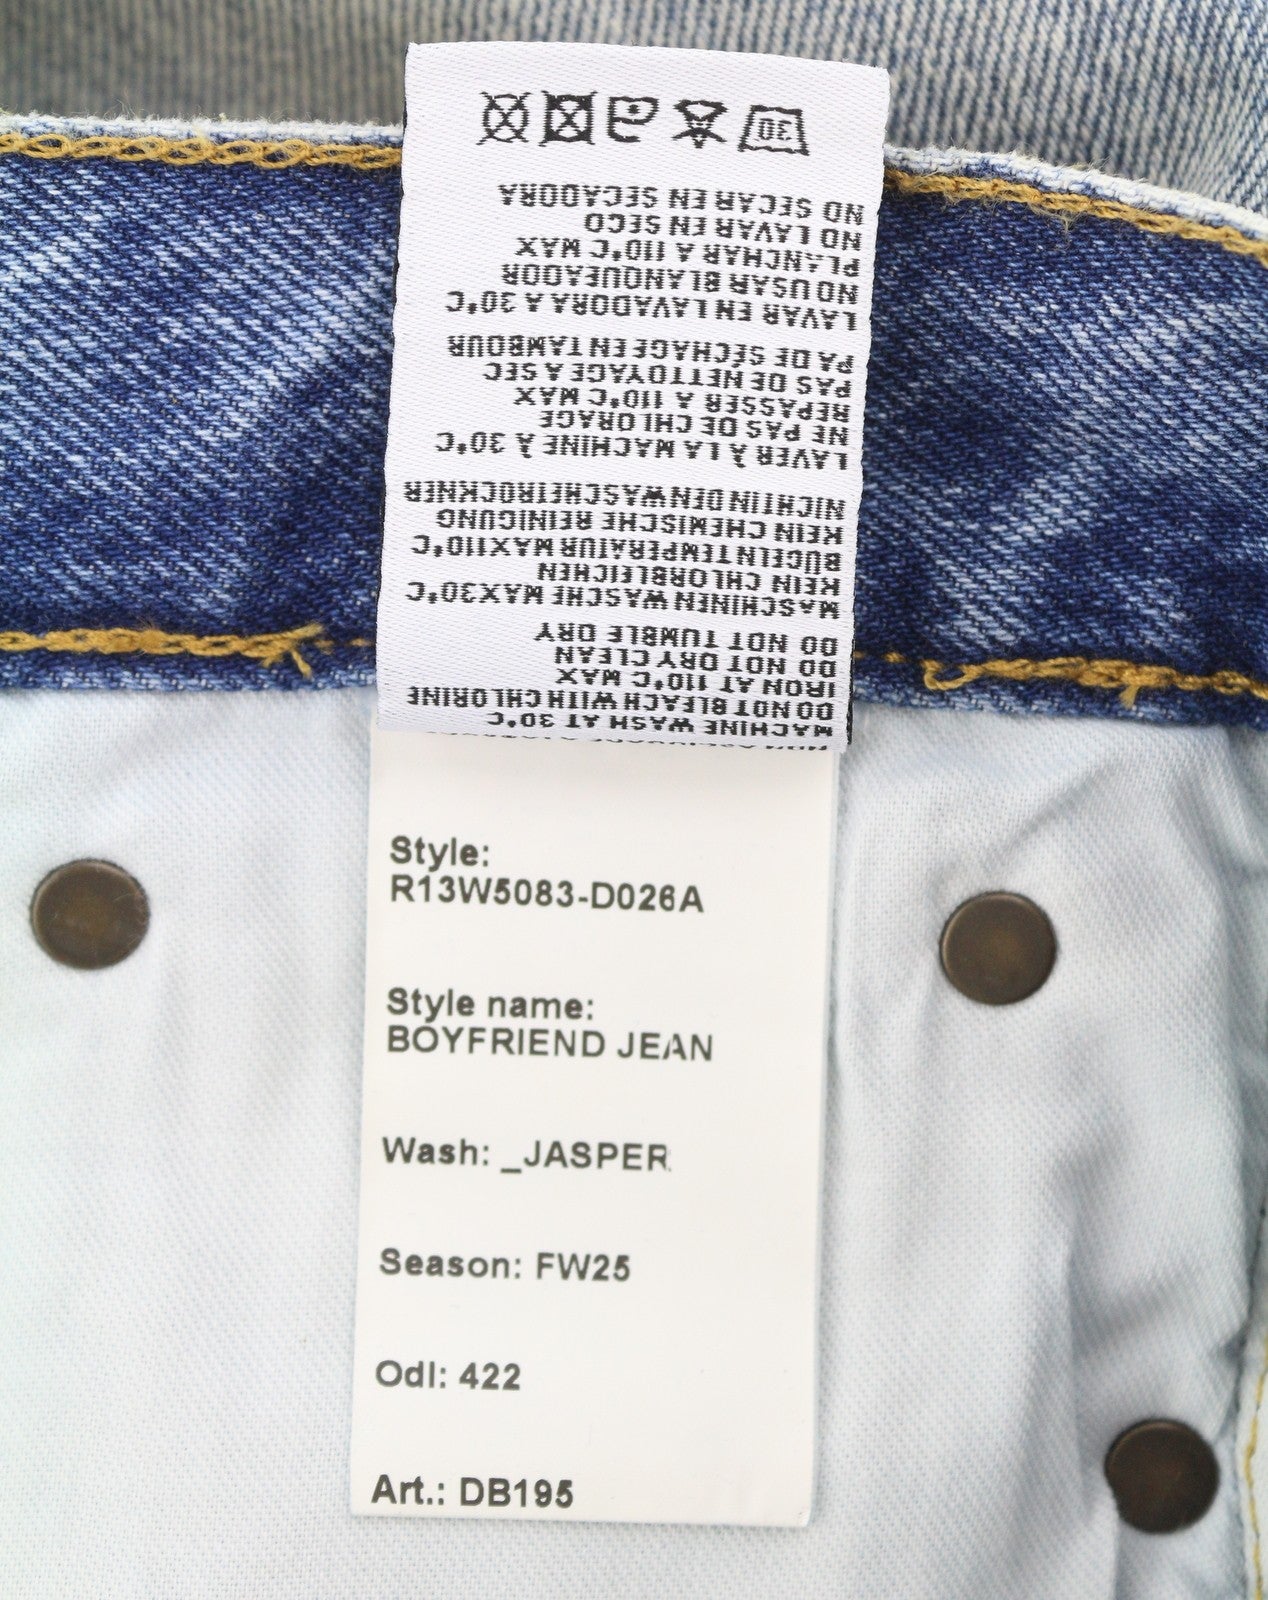 MACHINE WASH AT 30°C
DO NOT BLEACH WITH CHLORINE
IRON AT 110°C MAX
DO NOT DRY CLEAN
DO NOT TUMBLE DRY
MASCHINEN WASCHE MAX30°C
KEIN CHLORBLEICHEN
BÜGELN TEMPERATUR MAX110°C
KEIN CHEMISCHE REINIGUNG
NICHT IN DEN WASCHETROCKNER
LAVER À LA MACHINE À 30°C
NE PAS DE CHLORAGE
REPASSER A 110°C MAX
PAS DE NETTOYAGE A SEC
PA DE SÉCHAGE EN TAMBOUR
LAVAR EN LAVADORA A 30°C
NO USAR BLANQUEADOR
PLANCHAR A 110°C MAX
NO LAVAR EN SECO
NO SECAR EN SECADORA
30
Style:
R13W5083-D026A
Style name:
BOYFRIEND JEAN
Wash: _JASPER
Season: FW25
Odl: 422
Art.: DB195